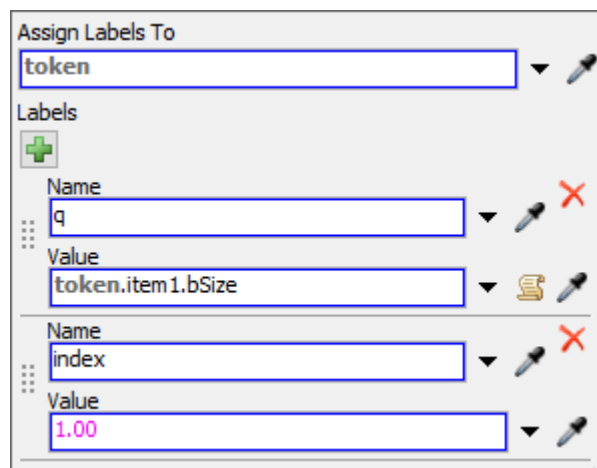 Assign Labels To
token
Labels
Name
q
Value
token.item1.bSize
Name
index
Value
1.00